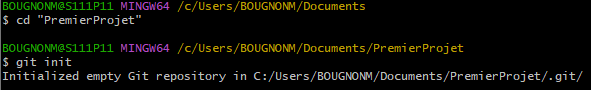 BOUGNONM@S111P11 MINGW64 /c/Users/BOUGNONM/Documents
$ cd "PremierProjet"
BOUGNONM@S111P11 MINGW64 /c/Users/BOUGNONM/Documents/PremierProjet
$ git init
Initialized empty Git repository in C:/Users/BOUGNONM/Documents/PremierProjet/.git/